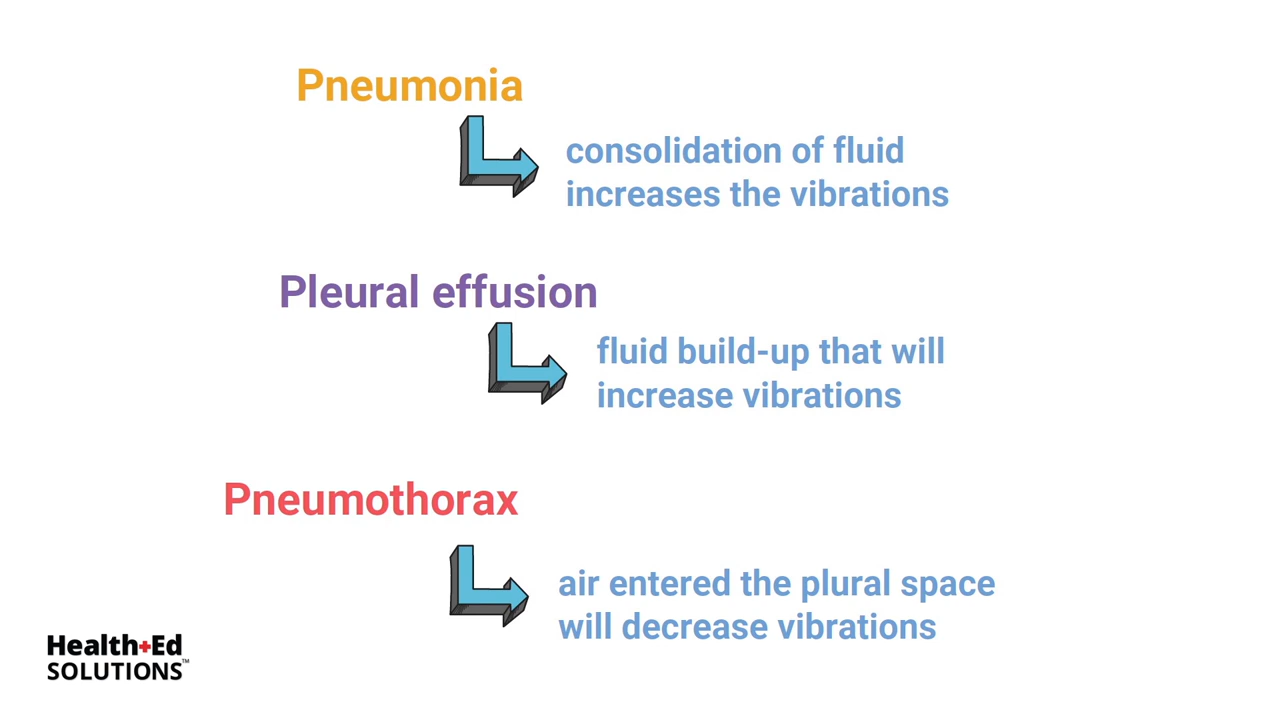 Pneumonia
consolidation of fluid
increases the vibrations
Pleural effusion
fluid build-up that will
increase vibrations
Pneumothorax
air entered the plural space
will decrease vibrations
Health+Ed
SOLUTIONS™